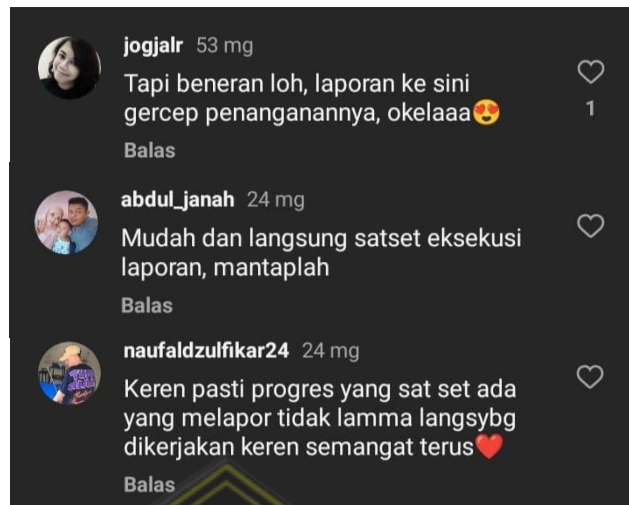 jogjalr 53 mg
Tapi beneran loh, laporan ke sini
gercep penanganannya, okelaaa😍
1
Balas
abdul_janah 24 mg
Mudah dan langsung satset eksekusi
laporan, mantaplah
Balas
naufaldzulfikar24 24 mg
Keren pasti progres yang sat set ada
yang melapor tidak lamma langsybg
dikerjakan keren semangat terus❤️
Balas